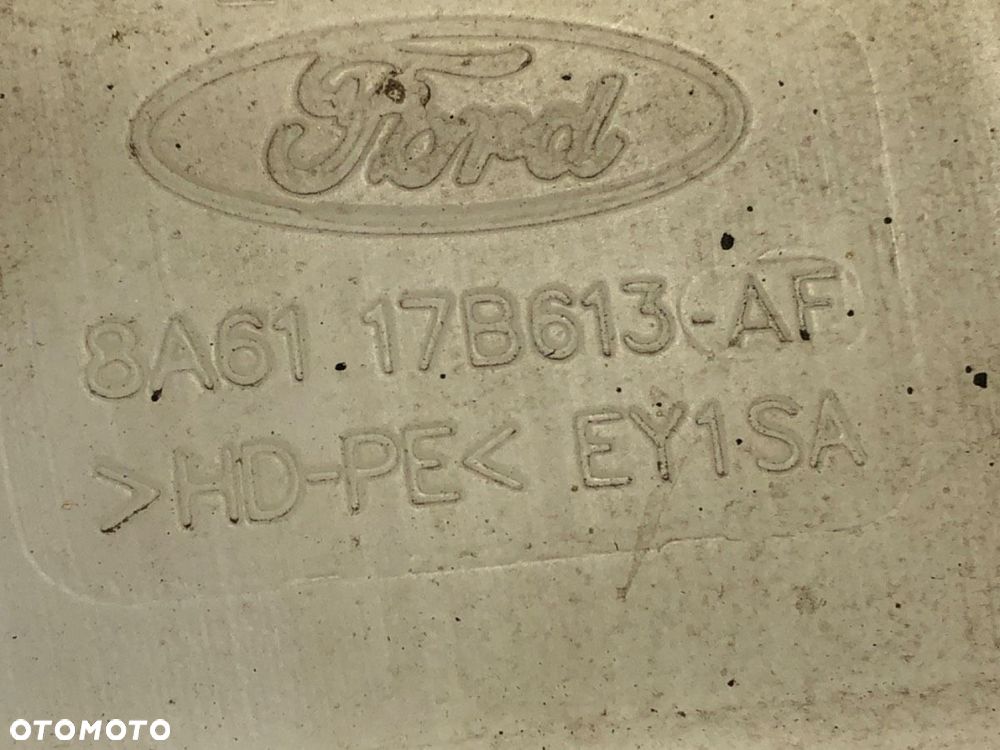 Ford
8A61 17B613-AF
>HD-PE< EY1SA
OTOMOTO